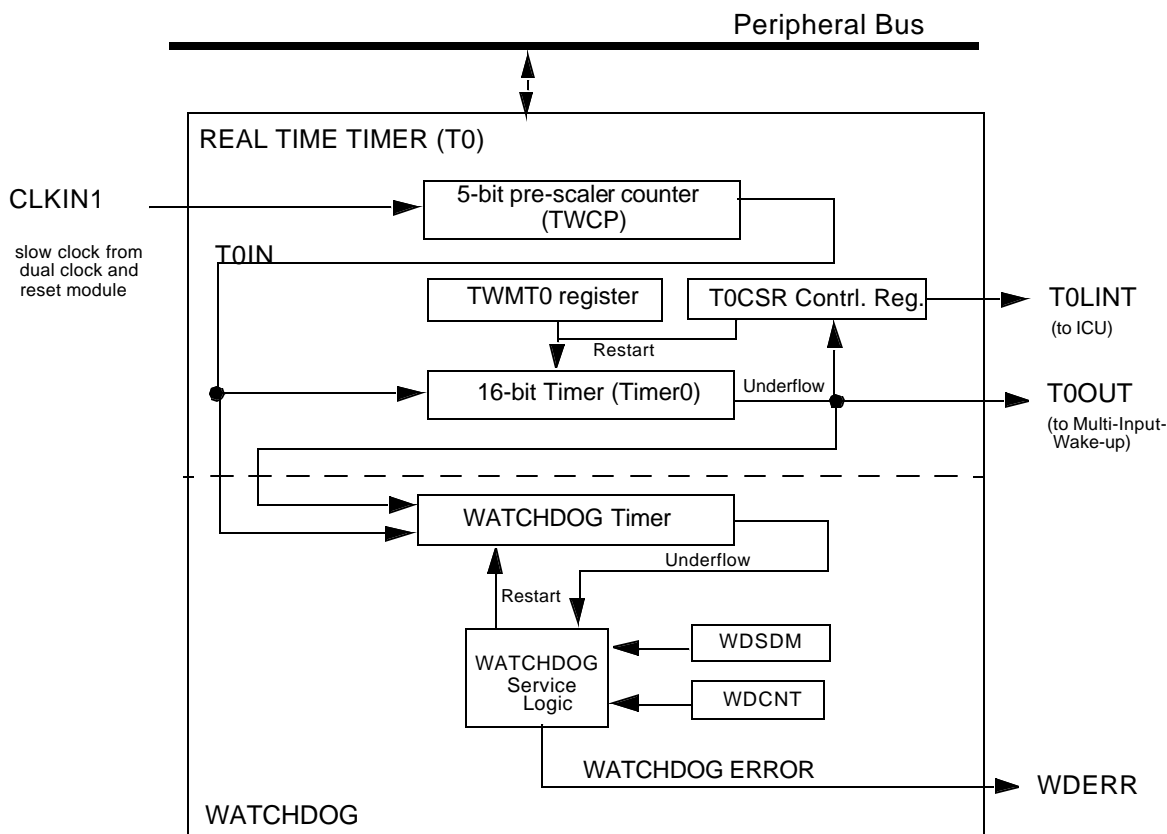 Peripheral Bus
REAL TIME TIMER (T0)
CLKIN1
slow clock from
dual clock and
reset module
5-bit pre-scaler counter
(TWCP)
T0IN
TWMT0 register
T0CSR Contrl. Reg.
T0LINT
(to ICU)
Restart
16-bit Timer (Timer0)
Underflow
T0OUT
(to Multi-Input-
Wake-up)
WATCHDOG Timer
Underflow
Restart
WATCHDOG
Service
Logic
WDSDM
WDCNT
WATCHDOG ERROR
WDERR
WATCHDOG